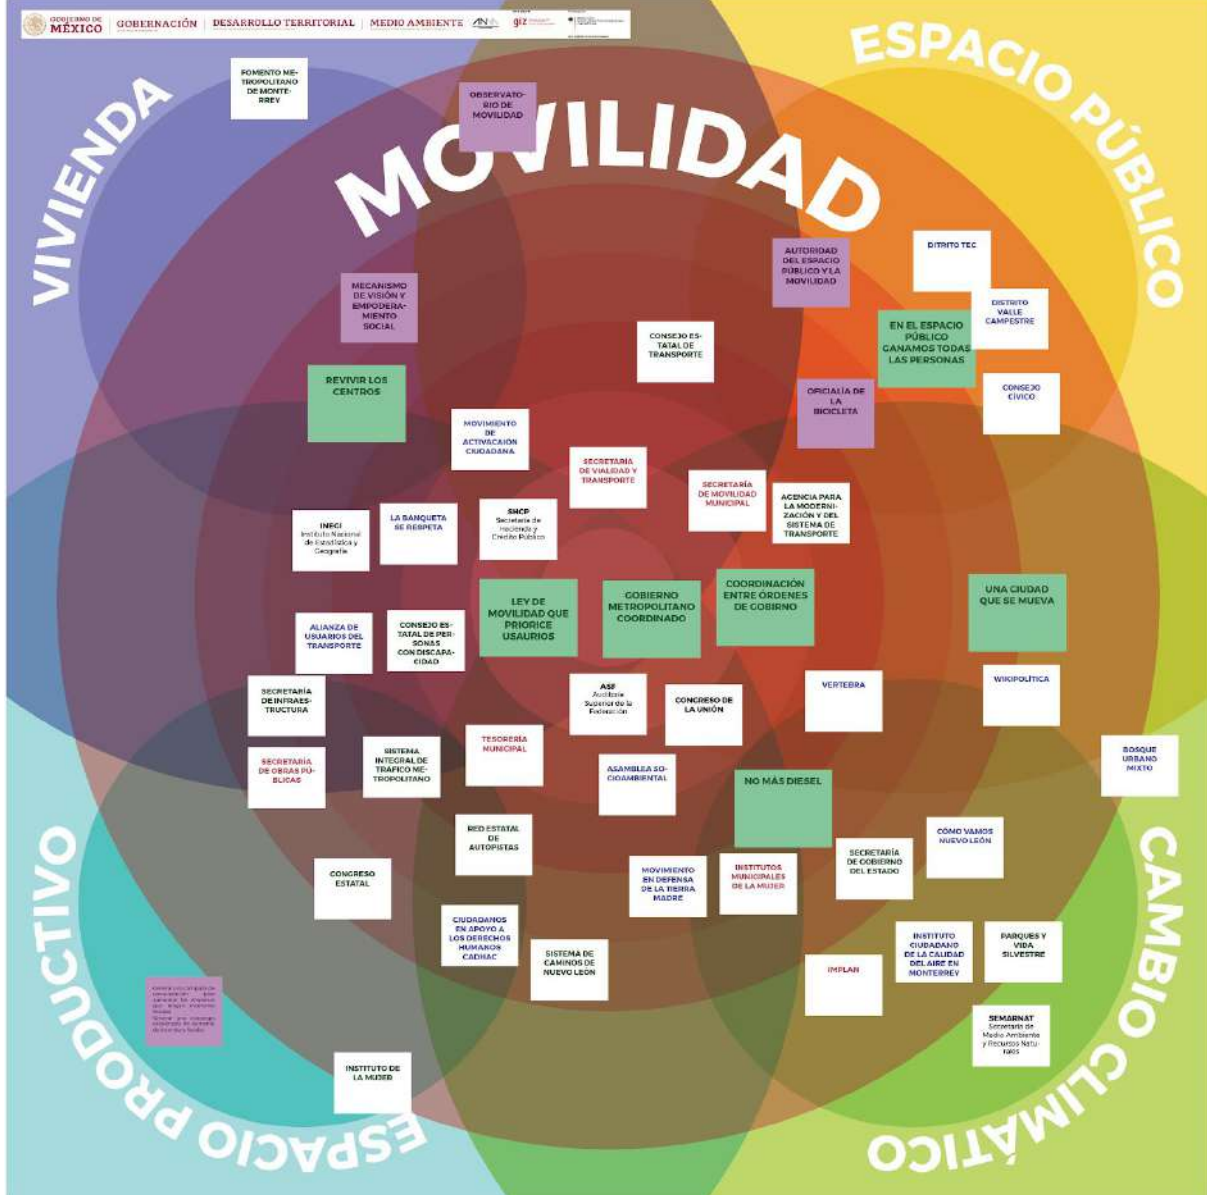 GOBIERNO DE
MÉXICO
GOBERNACIÓN
DESARROLLO TERRITORIAL
MEDIO AMBIENTE
giz
VIVIENDA
MOVILIDAD
ESPACIO PÚBLICO
FOMENTO ME-
TROPOLITANO
DE MONTE-
RREY
OBSERVATO-
RIO DE
MOVILIDAD
AUTORIDAD
DEL ESPACIO
PÚBLICO Y LA
MOVILIDAD
DITRITO TEC
MECANISMO
DE VISIÓN Y
EMPODERA-
MIENTO
SOCIAL
DISTRITO
VALLE
CAMPESTRE
EN EL ESPACIO
PÚBLICO
GANAMOS TODAS
LAS PERSONAS
CONSEJO ES-
TATAL DE
TRANSPORTE
REVIVIR LOS
CENTROS
OFICIALÍA DE
LA
BICICLETA
CONSEJO
CÍVICO
MOVIMIENTO
DE
ACTIVACAIÓN
CIUDADANA
SECRETARÍA
DE VIALIDAD Y
TRANSPORTE
SECRETARÍA
DE MOVILIDAD
MUNICIPAL
AGENCIA PARA
LA MODERNI-
ZACIÓN Y DEL
SISTEMA DE
TRANSPORTE
INEGI
Instituto Nacional
de Estadística y
Geografía
LA BANQUETA
SE RESPETA
SHCP
Secretaría de
Hacienda y
Crédito Público
LEY DE
MOVILIDAD QUE
PRIORICE
USAURIOS
GOBIERNO
METROPOLITANO
COORDINADO
COORDINACIÓN
ENTRE ÓRDENES
DE GOBIRNO
UNA CIUDAD
QUE SE MUEVA
ALIANZA DE
USUARIOS DEL
TRANSPORTE
CONSEJO ES-
TATAL DE PER-
SONAS
CON DISCAPA-
CIDAD
SECRETARÍA
DE INFRAES-
TRUCTURA
ASF
Auditoría
Superior de la
Federación
CONGRESO DE
LA UNIÓN
VERTEBRA
WIKIPOLÍTICA
SECRETARÍA
DE OBRAS PÚ-
BLICAS
SISTEMA
INTEGRAL DE
TRAFICO ME-
TROPOLITANO
TESORERÍA
MUNICIPAL
ASAMBLEA SO-
CIOAMBIENTAL
NO MÁS DIESEL
BOSQUE
URBANO
MIXTO
RED ESTATAL
DE
AUTOPISTAS
CÓMO VAMOS
NUEVO LEÓN
CONGRESO
ESTATAL
MOVIMIENTO
EN DEFENSA
DE LA TIERRA
MADRE
INSTITUTOS
MUNICIPALES
DE LA MUJER
SECRETARÍA
DE GOBIERNO
DEL ESTADO
CIUDADANOS
EN APOYO A
LOS DERECHOS
HUMANOS
CADHAC
SISTEMA DE
CAMINOS DE
NUEVO LEÓN
IMPLAN
INSTITUTO
CIUDADANO
DE LA CALIDAD
DEL AIRE EN
MONTERREY
PARQUES Y
VIDA
SILVESTRE
SEMARNAT
Secretaría de
Medio Ambiente
y Recursos Natu-
rales
INSTITUTO DE
LA MUJER
ESPACIO PRODUCTIVO
CAMBIO CLIMÁTICO